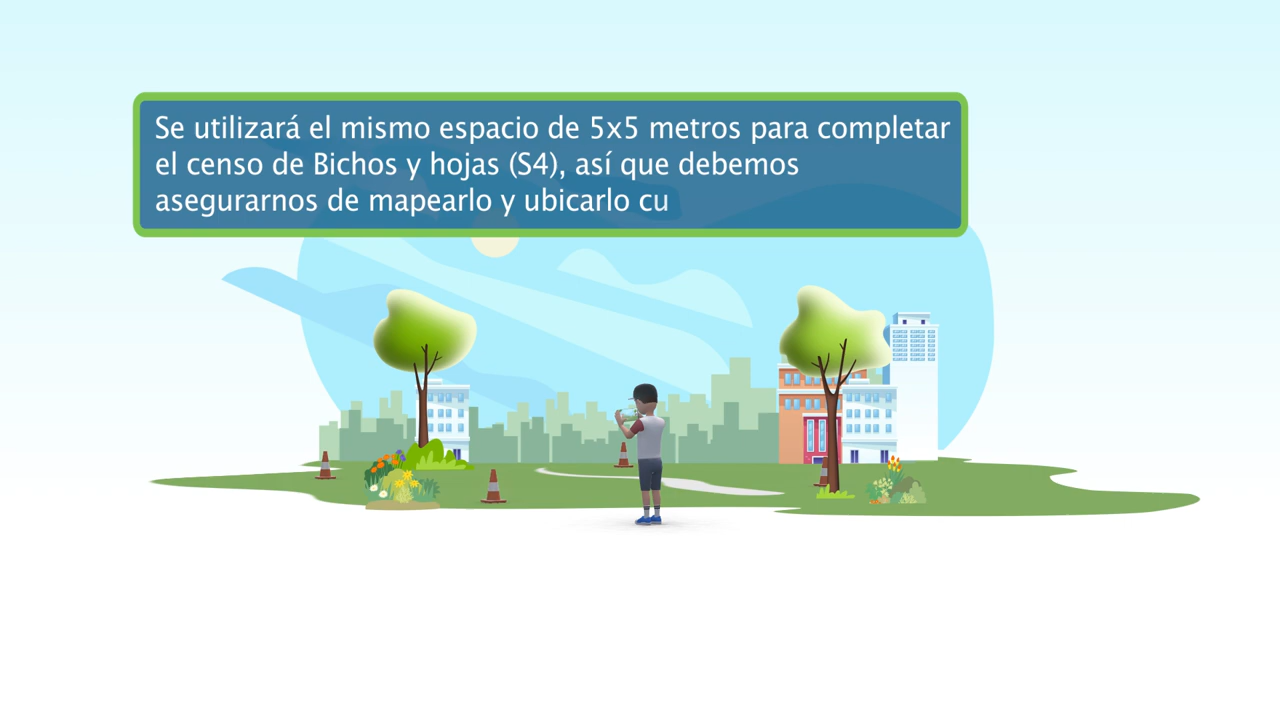 Se utilizará el mismo espacio de 5x5 metros para completar
el censo de Bichos y hojas (S4), así que debemos
asegurarnos de mapearlo y ubicarlo cu